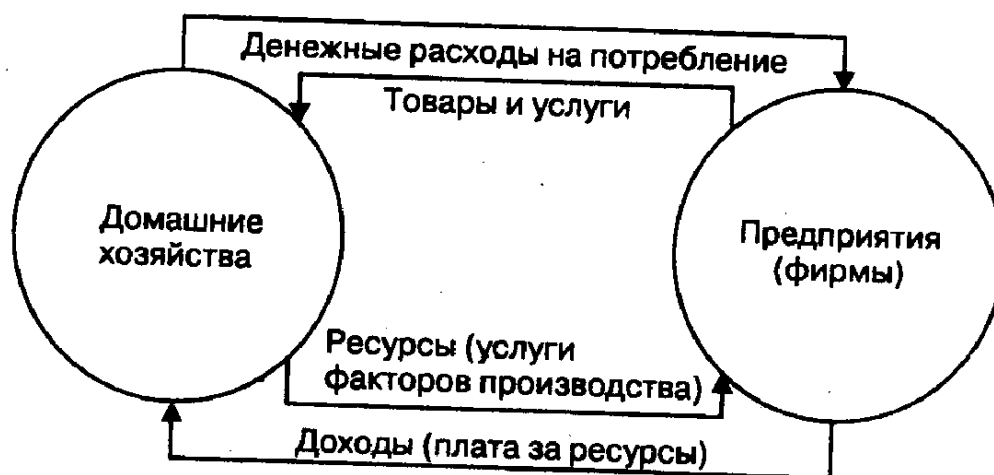 Денежные расходы на потребление
Товары и услуги
Домашние
хозяйства
Предприятия
(фирмы)
Ресурсы (услуги
факторов производства)
Доходы (плата за ресурсы)